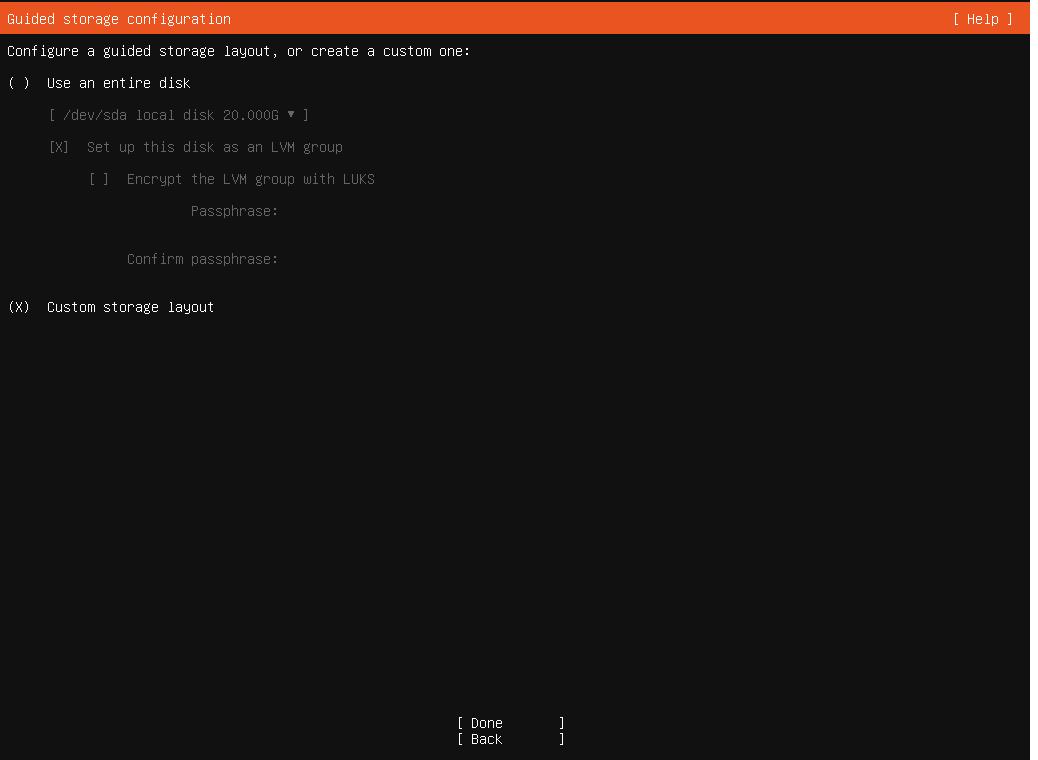 Guided storage configuration [ Help ]
Configure a guided storage layout, or create a custom one:
( ) Use an entire disk
[ /dev/sda local disk 20.000G ▾ ]
[X] Set up this disk as an LVM group
[ ] Encrypt the LVM group with LUKS
Passphrase:
Confirm passphrase:
(X) Custom storage layout
[ Done ]
[ Back ]